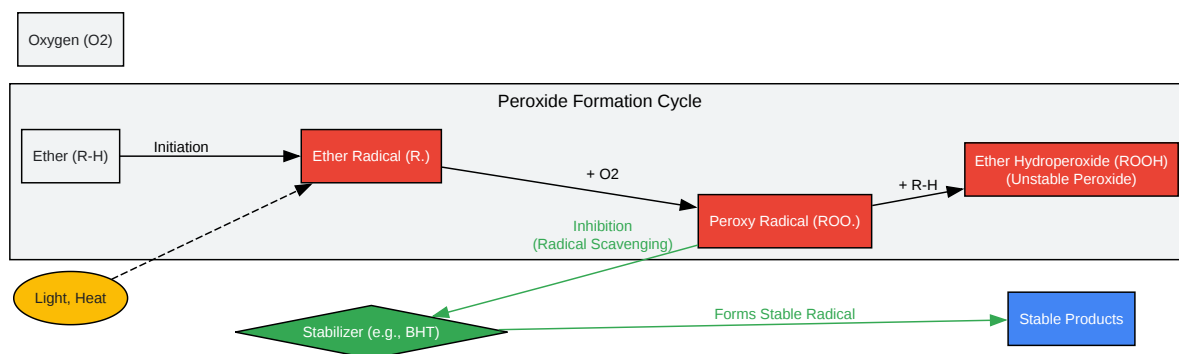 Oxygen (O2)
Peroxide Formation Cycle
Ether (R-H)
Initiation
Ether Radical (R.)
+ O2
Peroxy Radical (ROO.)
+ R-H
Ether Hydroperoxide (ROOH)
(Unstable Peroxide)
Inhibition
(Radical Scavenging)
Light, Heat
Stabilizer (e.g., BHT)
Forms Stable Radical
Stable Products